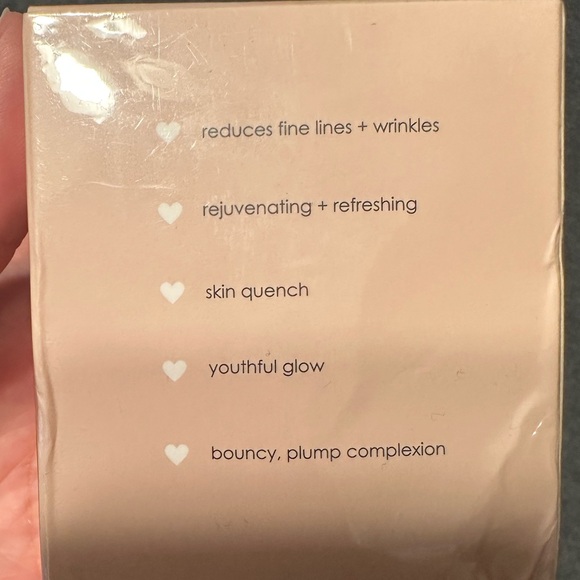 reduces fine lines + wrinkles
rejuvenating + refreshing
skin quench
youthful glow
bouncy, plump complexion